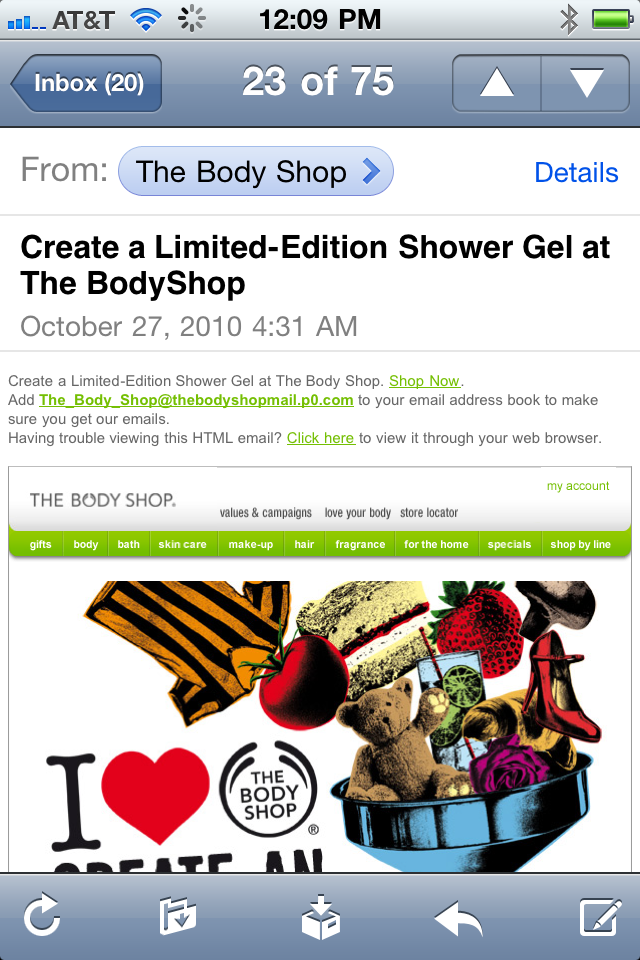 AT&T 12:09 PM
Inbox (20) 23 of 75
From: The Body Shop Details
Create a Limited-Edition Shower Gel at
The BodyShop
October 27, 2010 4:31 AM
Create a Limited-Edition Shower Gel at The Body Shop. Shop Now.
Add The_Body_Shop@thebodyshopmail.p0.com to your email address book to make
sure you get our emails.
Having trouble viewing this HTML email? Click here to view it through your web browser.
my account
THE BODY SHOP®
values & campaigns love your body store locator
gifts body bath skin care make-up hair fragrance for the home specials shop by line
I
THE
BODY
SHOP
®
CREATE AN